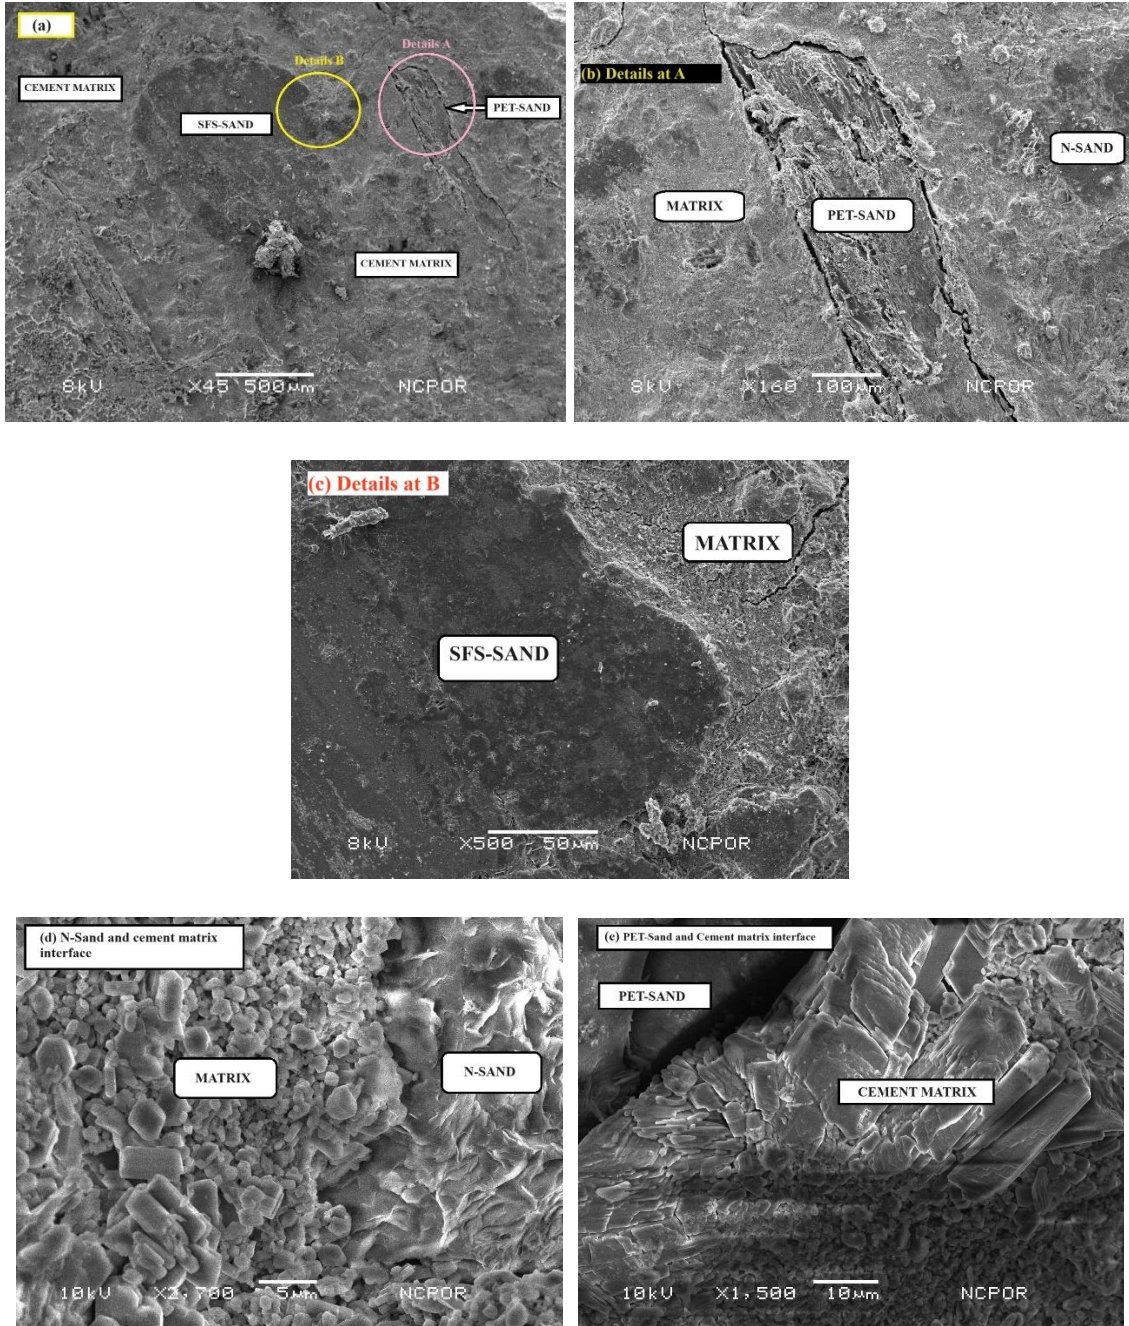 (a)
Details B
Details A
CEMENT MATRIX
SFS-SAND
PET-SAND
CEMENT MATRIX
8kV X45 500μm NCPOR
(b) Details at A
N-SAND
MATRIX
PET-SAND
8kV X160 100μm NCPOR
(c) Details at B
MATRIX
SFS-SAND
8kV X500 50μm NCPOR
(d) N-Sand and cement matrix
interface
MATRIX
N-SAND
10kV X2,700 5μm NCPOR
(e) PET-Sand and Cement matrix interface
PET-SAND
CEMENT MATRIX
10kV X1,500 10μm NCPOR